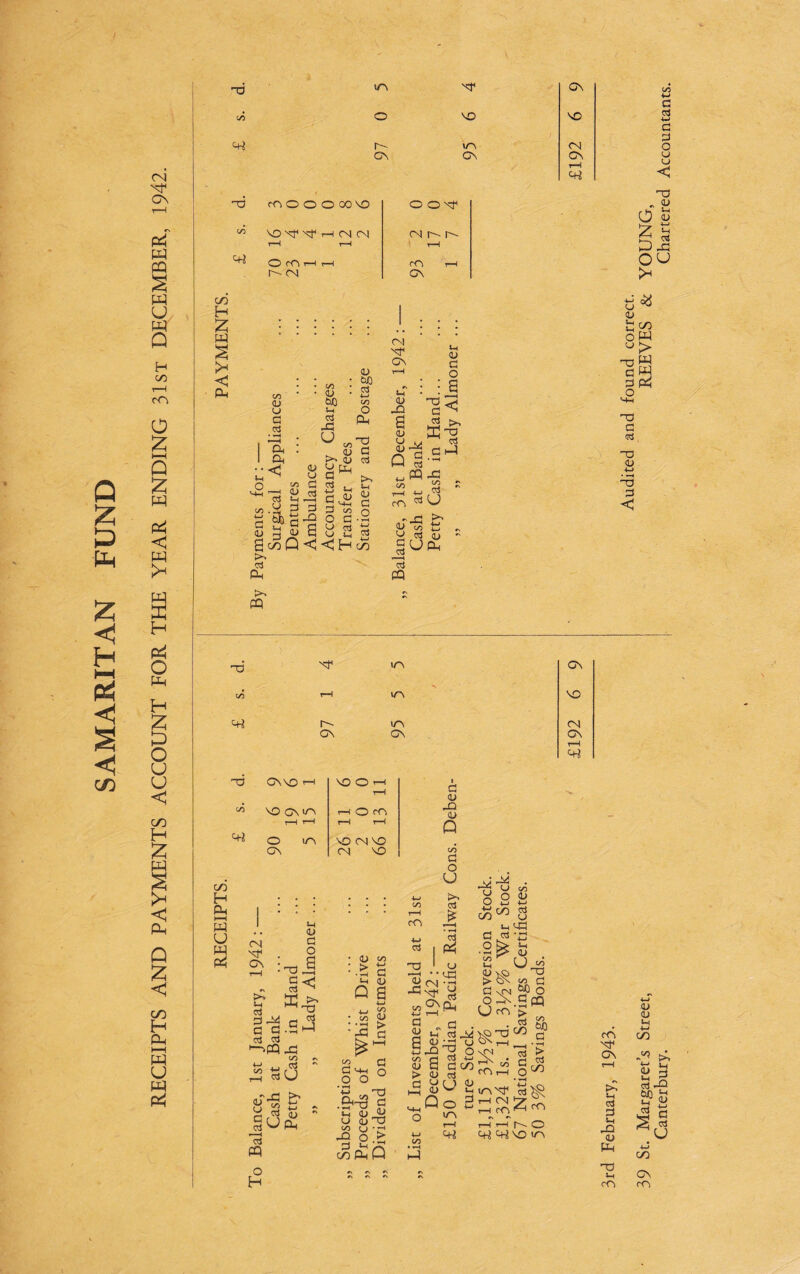 SAMARITAN FUND
RECEIPTS AND PAYMENTS ACCOUNT FOR THE YEAR ENDING 31ST DECEMBER, 1942.
RECEIPTS.
£ s. d. £ s. d.
To Balance, 1st January, 1942:—
Cash at Bank ... ... 90 6 9
Petty Cash in Hand ... 19 6
„ „ Lady Almoner ... 5 15 1
97 1 4
„ Subscriptions ... ... ... 26 11 6
„ Proceeds of Whist Drive ... 2 0 0
„ Dividend on Investments ... 66 13 11
95 5 5
„ List of Investments held at 31st
December, 1942:—
£150 Canadian Pacific Railway Cons. Deben-
ture Stock.
£1,115 3½% Conversion Stock.
£1,324 1s. 1d. 3½% War Stock.
67 National Savings Certificates.
50 3% Savings Bonds.
£192 6 9
PAYMENTS.
£ s. d. £ s. d.
By Payments for:—
Surgical Appliances ... 70 16 3
Dentures ... ... 23 4 0
Ambulance ... ... 1 4 0
Accountancy Charges ... 1 1 0
Transfer Fees ... ... 12 8
Stationery and Postage ... 2 6
97 0 5
„ Balance, 31st December, 1942:—
Cash at Bank ... ... 93 2 0
Petty Cash in Hand... ... 17 0
„ „ Lady Almoner ... 1 7 4
95 6 4
£192 6 9
3rd February, 1943.
39 St. Margaret's Street,
Canterbury.
Audited and found correct.
REEVES & YOUNG,
Chartered Accountants.